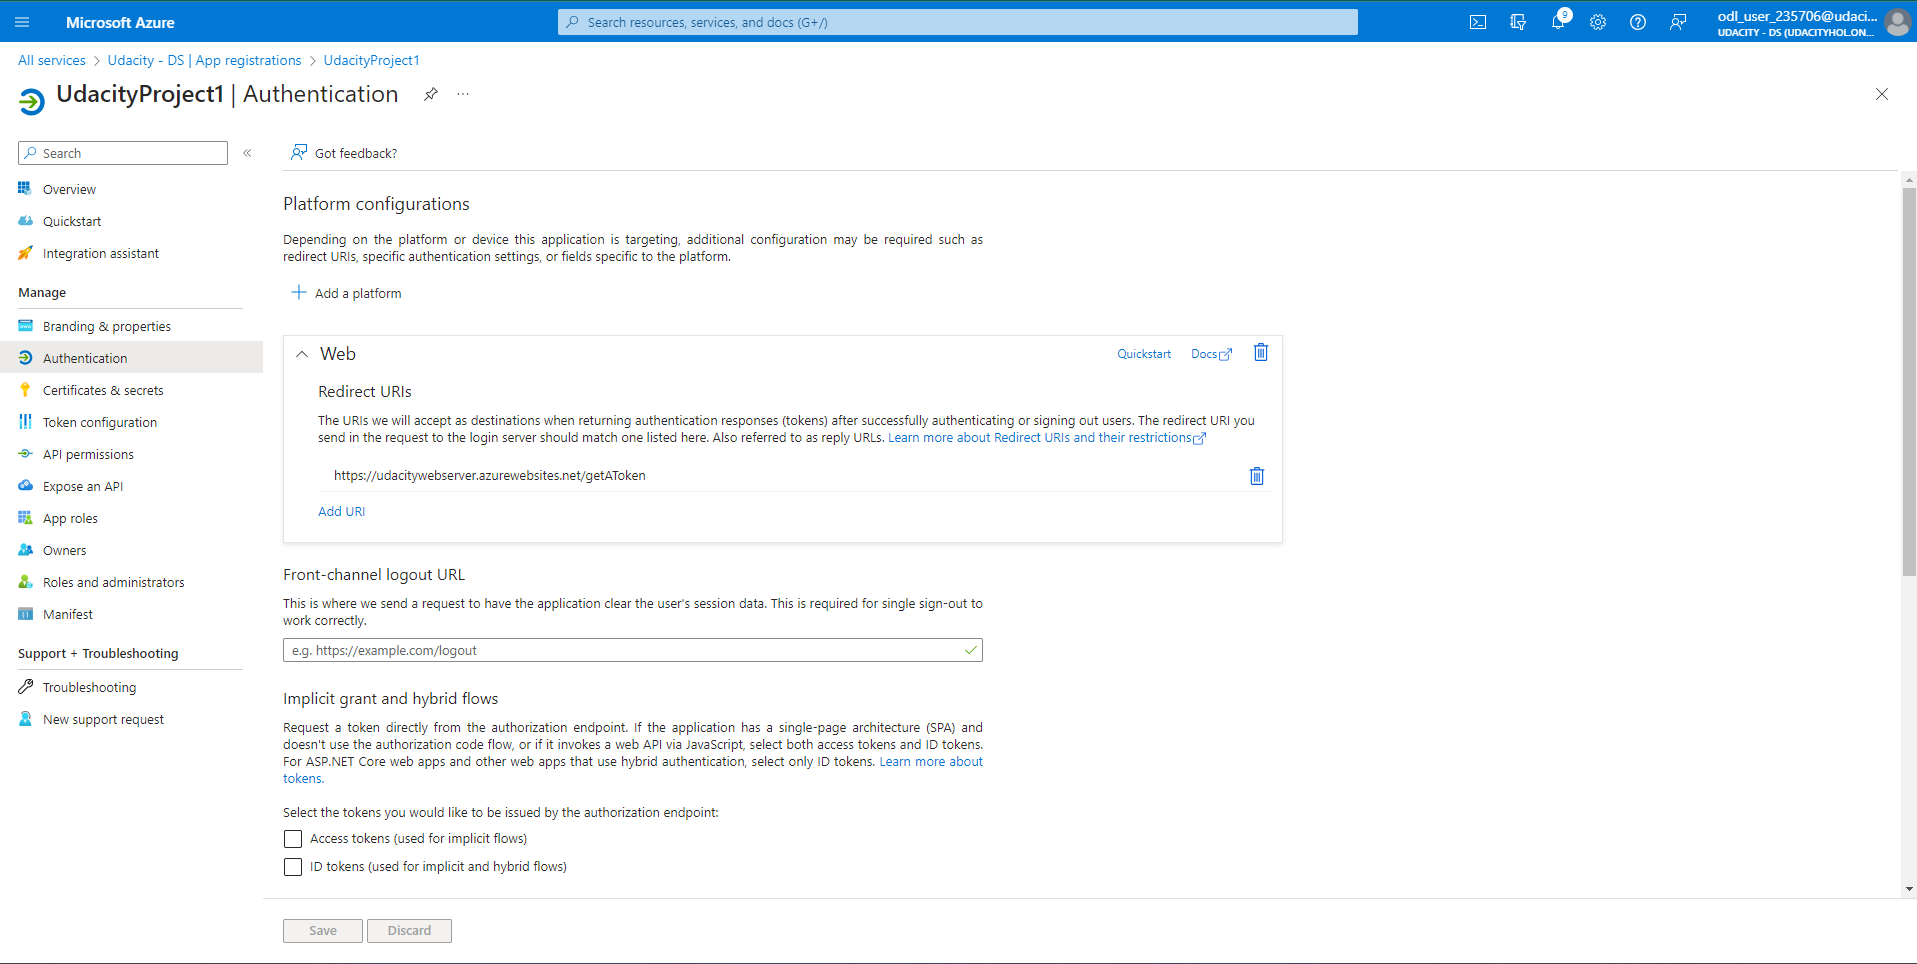 Microsoft Azure
Search resources, services, and docs (G+/)
9
odl_user_235706@udaci...
UDACITY - DS (UDACITYHOL.ON...
All services > Udacity - DS | App registrations > UdacityProject1
UdacityProject1 | Authentication
...
Search
«
Got feedback?
Overview
Quickstart
Integration assistant
Manage
Branding & properties
Authentication
Certificates & secrets
Token configuration
API permissions
Expose an API
App roles
Owners
Roles and administrators
Manifest
Support + Troubleshooting
Troubleshooting
New support request
Platform configurations
Depending on the platform or device this application is targeting, additional configuration may be required such as
redirect URIs, specific authentication settings, or fields specific to the platform.
Add a platform
Web
Quickstart
Docs
Redirect URIs
The URIs we will accept as destinations when returning authentication responses (tokens) after successfully authenticating or signing out users. The redirect URI you
send in the request to the login server should match one listed here. Also referred to as reply URLs. Learn more about Redirect URIs and their restrictions
https://udacitywebserver.azurewebsites.net/getAToken
Add URI
Front-channel logout URL
This is where we send a request to have the application clear the user's session data. This is required for single sign-out to
work correctly.
e.g. https://example.com/logout
Implicit grant and hybrid flows
Request a token directly from the authorization endpoint. If the application has a single-page architecture (SPA) and
doesn't use the authorization code flow, or if it invokes a web API via JavaScript, select both access tokens and ID tokens.
For ASP.NET Core web apps and other web apps that use hybrid authentication, select only ID tokens. Learn more about
tokens.
Select the tokens you would like to be issued by the authorization endpoint:
Access tokens (used for implicit flows)
ID tokens (used for implicit and hybrid flows)
Save
Discard